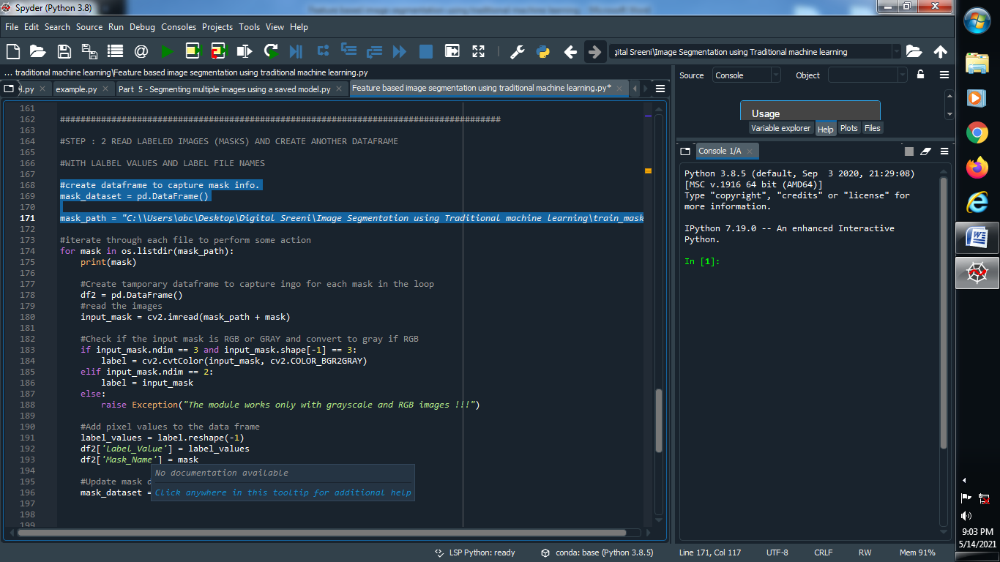 Spyder (Python 3.8)
File Edit Search Source Run Debug Consoles Projects Tools View Help
gital Sreeni\Image Segmentation using Traditional machine learning
... traditional machine learning\Feature based image segmentation using traditional machine learning.py
el.py example.py Part 5 - Segmenting multiple images using a saved model.py Feature based image segmentation using traditional machine learning.py*
161
162 ######################################################################################
163
164 #STEP : 2 READ LABELED IMAGES (MASKS) AND CREATE ANOTHER DATAFRAME
165
166 #WITH LALBEL VALUES AND LABEL FILE NAMES
167
168 #create dataframe to capture mask info.
169 mask_dataset = pd.DataFrame()
170
171 mask_path = "C:\\Users\abc\Desktop\Digital Sreeni\Image Segmentation using Traditional machine learning\train_mask
172
173 #iterate through each file to perform some action
174 for mask in os.listdir(mask_path):
175 print(mask)
176
177 #Create tamporary dataframe to capture ingo for each mask in the loop
178 df2 = pd.DataFrame()
179 #read the images
180 input_mask = cv2.imread(mask_path + mask)
181
182 #Check if the input mask is RGB or GRAY and convert to gray if RGB
183 if input_mask.ndim == 3 and input_mask.shape[-1] == 3:
184 label = cv2.cvtColor(input_mask, cv2.COLOR_BGR2GRAY)
185 elif input_mask.ndim == 2:
186 label = input_mask
187 else:
188 raise Exception("The module works only with grayscale and RGB images !!!")
189
190 #Add pixel values to the data frame
191 label_values = label.reshape(-1)
192 df2['Label_Value'] = label_values
193 df2['Mask_Name'] = mask
194
195 #Update mask
196 mask_dataset =
197
198
199
No documentation available
Click anywhere in this tooltip for additional help
Source Console Object
Usage
Variable explorer Help Plots Files
Console 1/A
Python 3.8.5 (default, Sep 3 2020, 21:29:08)
[MSC v.1916 64 bit (AMD64)]
Type "copyright", "credits" or "license" for
more information.
IPython 7.19.0 -- An enhanced Interactive
Python.
In [1]:
LSP Python: ready conda: base (Python 3.8.5) Line 171, Col 117 UTF-8 CRLF RW Mem 91%
9:03 PM
5/14/2021